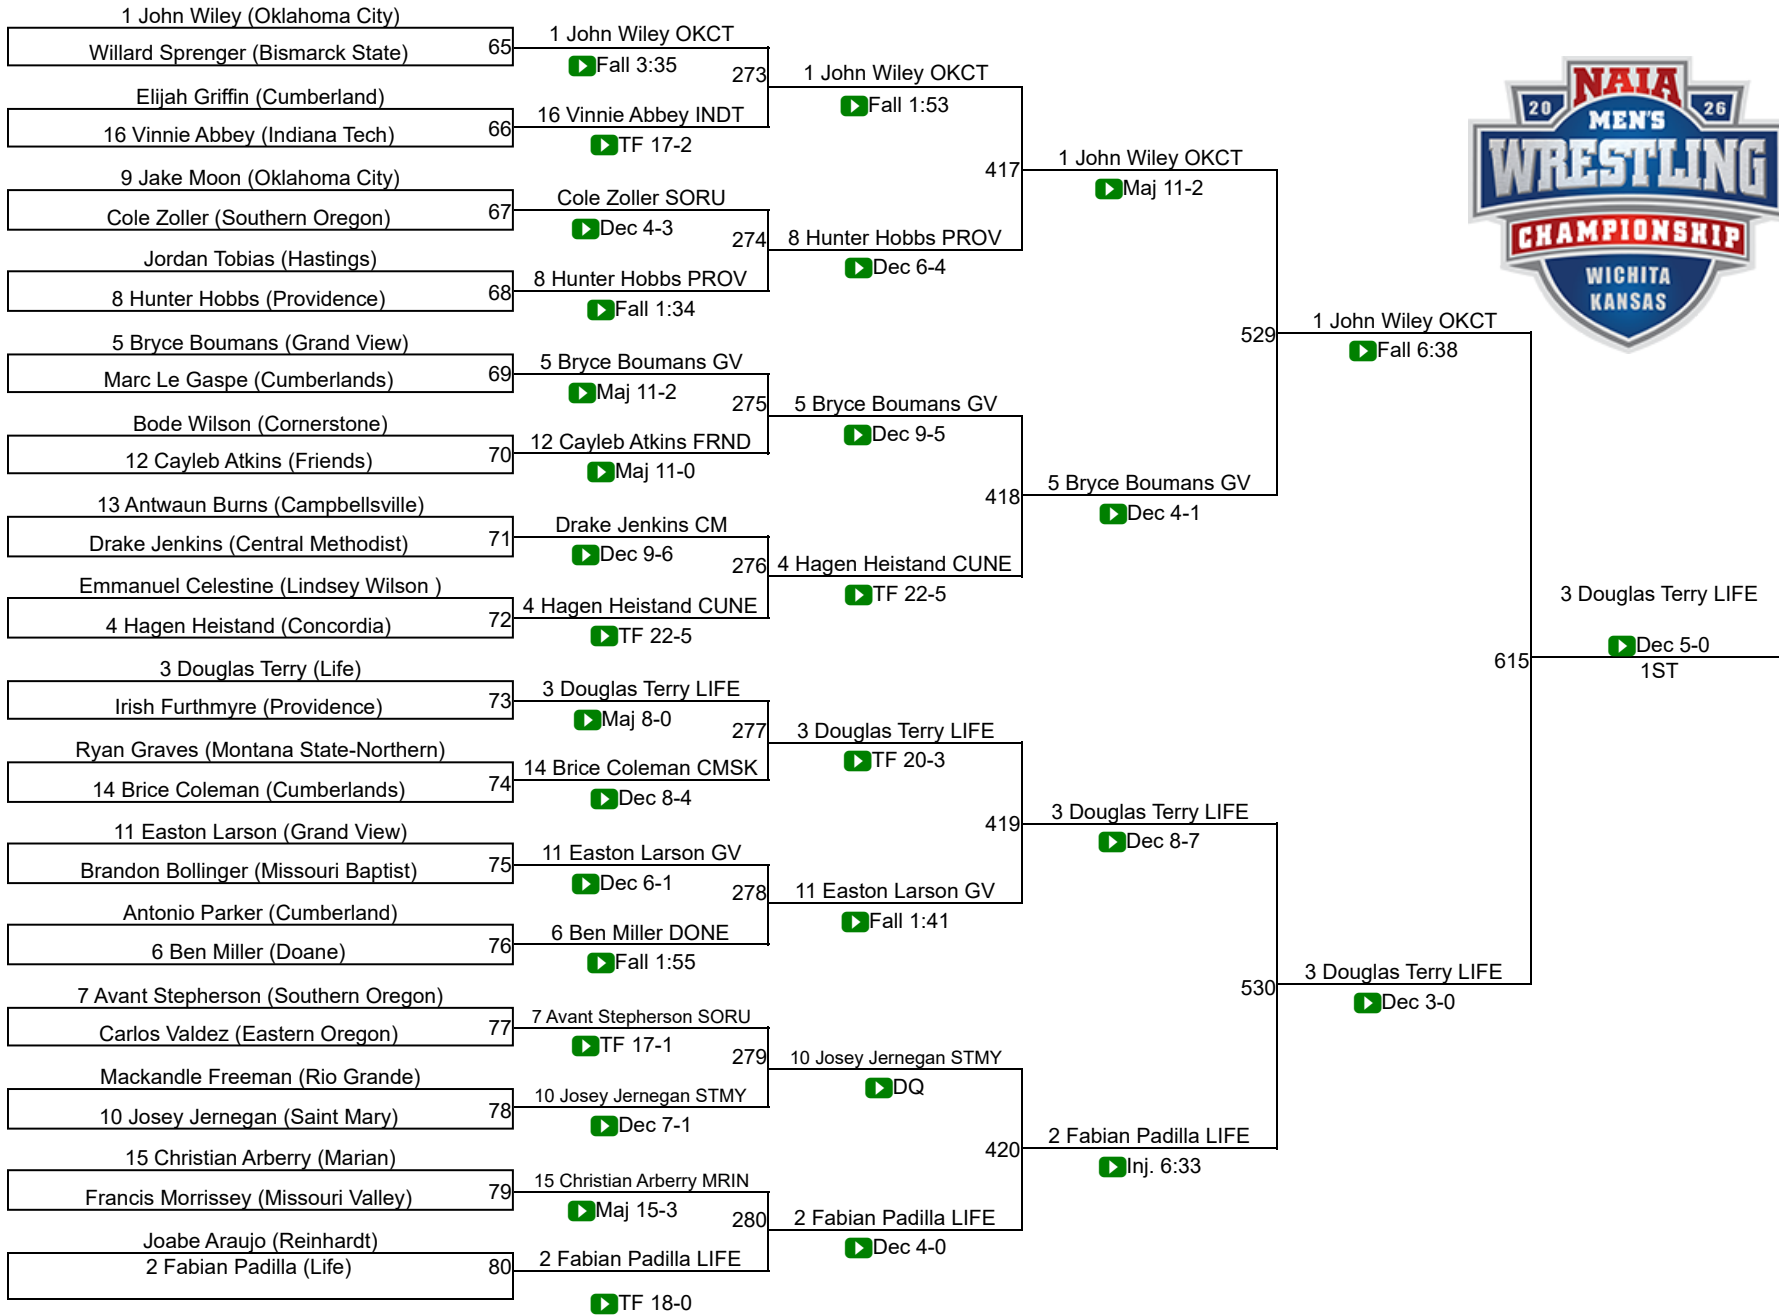 1 John Wiley (Oklahoma City)
Willard Sprenger (Bismarck State)
65
Elijah Griffin (Cumberland)
16 Vinnie Abbey (Indiana Tech)
66
9 Jake Moon (Oklahoma City)
Cole Zoller (Southern Oregon)
67
Jordan Tobias (Hastings)
8 Hunter Hobbs (Providence)
68
5 Bryce Boumans (Grand View)
Marc Le Gaspe (Cumberlands)
69
Bode Wilson (Cornerstone)
12 Cayleb Atkins (Friends)
70
13 Antwaun Burns (Campbellsville)
Drake Jenkins (Central Methodist)
71
Emmanuel Celestine (Lindsey Wilson )
4 Hagen Heistand (Concordia)
72
3 Douglas Terry (Life)
Irish Furthmyre (Providence)
73
Ryan Graves (Montana State-Northern)
14 Brice Coleman (Cumberlands)
74
11 Easton Larson (Grand View)
Brandon Bollinger (Missouri Baptist)
75
Antonio Parker (Cumberland)
6 Ben Miller (Doane)
76
7 Avant Stepherson (Southern Oregon)
Carlos Valdez (Eastern Oregon)
77
Mackandle Freeman (Rio Grande)
10 Josey Jernegan (Saint Mary)
78
15 Christian Arberry (Marian)
Francis Morrissey (Missouri Valley)
79
Joabe Araujo (Reinhardt)
2 Fabian Padilla (Life)
80
1 John Wiley OKCT
Fall 3:35
273
16 Vinnie Abbey INDT
TF 17-2
Cole Zoller SORU
Dec 4-3
274
8 Hunter Hobbs PROV
Fall 1:34
5 Bryce Boumans GV
Maj 11-2
275
12 Cayleb Atkins FRND
Maj 11-0
Drake Jenkins CM
Dec 9-6
276
4 Hagen Heistand CUNE
TF 22-5
3 Douglas Terry LIFE
Maj 8-0
277
14 Brice Coleman CMSK
Dec 8-4
11 Easton Larson GV
Dec 6-1
278
6 Ben Miller DONE
Fall 1:55
7 Avant Stepherson SORU
TF 17-1
279
10 Josey Jernegan STMY
Dec 7-1
15 Christian Arberry MRIN
Maj 15-3
280
2 Fabian Padilla LIFE
TF 18-0
1 John Wiley OKCT
Fall 1:53
417
8 Hunter Hobbs PROV
Dec 6-4
5 Bryce Boumans GV
Dec 9-5
418
4 Hagen Heistand CUNE
TF 22-5
3 Douglas Terry LIFE
TF 20-3
419
11 Easton Larson GV
Fall 1:41
10 Josey Jernegan STMY
DQ
420
2 Fabian Padilla LIFE
Dec 4-0
1 John Wiley OKCT
Maj 11-2
529
5 Bryce Boumans GV
Dec 4-1
3 Douglas Terry LIFE
Dec 8-7
530
2 Fabian Padilla LIFE
Inj. 6:33
1 John Wiley OKCT
Fall 6:38
615
3 Douglas Terry LIFE
Dec 3-0
3 Douglas Terry LIFE
Dec 5-0
1ST
NAIA
20 26
MEN'S
WRESTLING
CHAMPIONSHIP
WICHITA
KANSAS